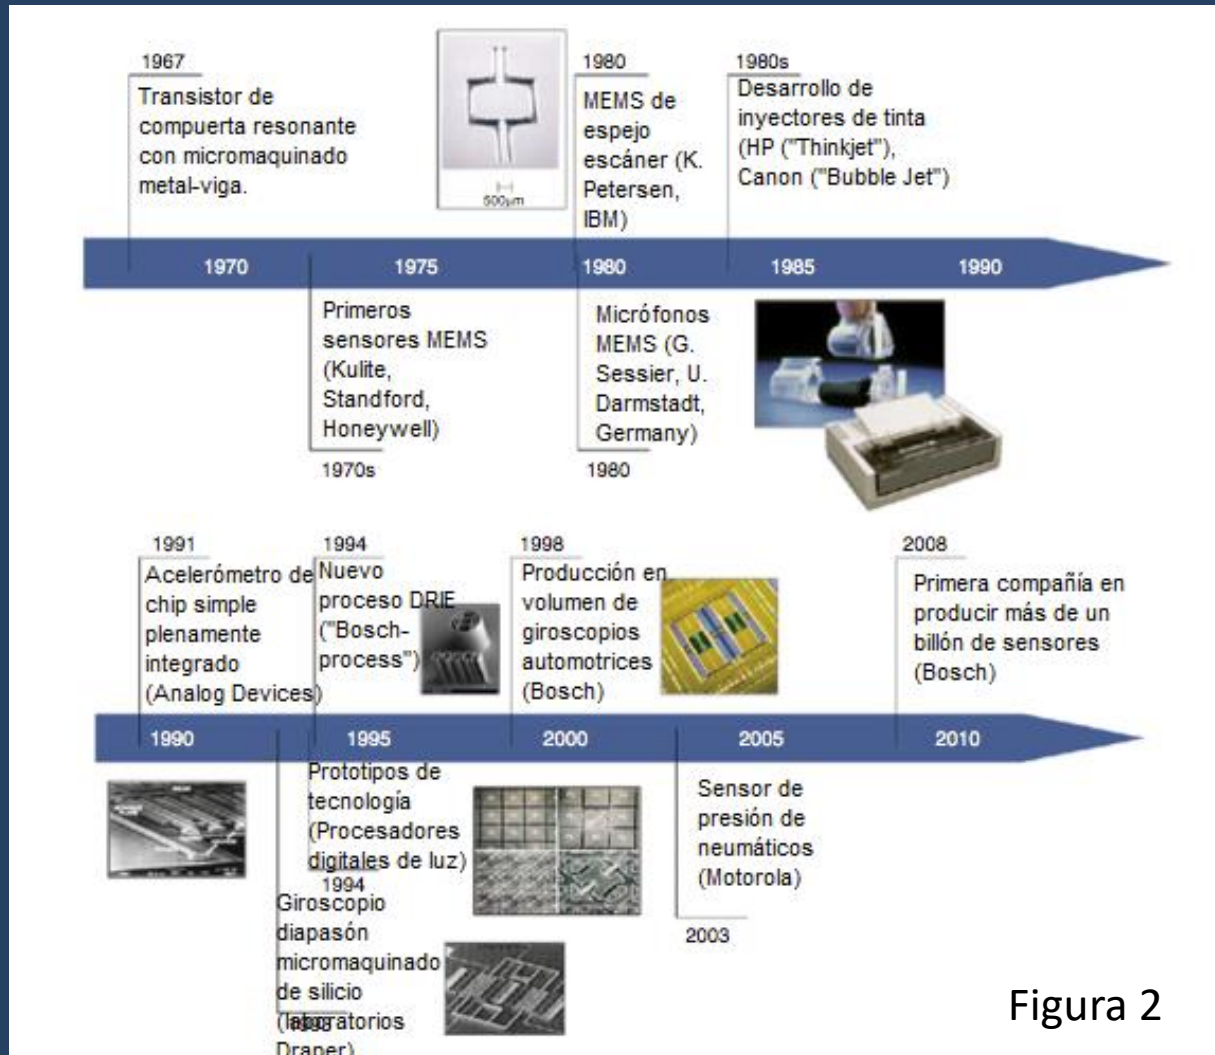 1967
Transistor de
compuerta resonante
con micromaquinado
metal-viga.
500µm
1980
MEMS de
espejo
escáner (K.
Petersen,
IBM)
1980s
Desarrollo de
inyectores de tinta
(HP ("Thinkjet"),
Canon ("Bubble Jet")
1970 1975 1980 1985 1990
Primeros
sensores MEMS
(Kulite,
Standford,
Honeywell)
1970s
Micrófonos
MEMS (G.
Sessier, U.
Darmstadt,
Germany)
1980
1991
Acelerómetro de
chip simple
plenamente
integrado
(Analog Devices)
1994
Nuevo
proceso DRIE
("Bosch-
process")
1998
Producción en
volumen de
giroscopios
automotrices
(Bosch)
2008
Primera compañía en
producir más de un
billón de sensores
(Bosch)
1990 1995 2000 2005 2010
Prototipos de
tecnología
(Procesadores
digitales de luz)
1994
Giroscopio
diapasón
micromaquinado
de silicio
(laboratorios
Draper)
Sensor de
presión de
neumáticos
(Motorola)
2003
Figura 2